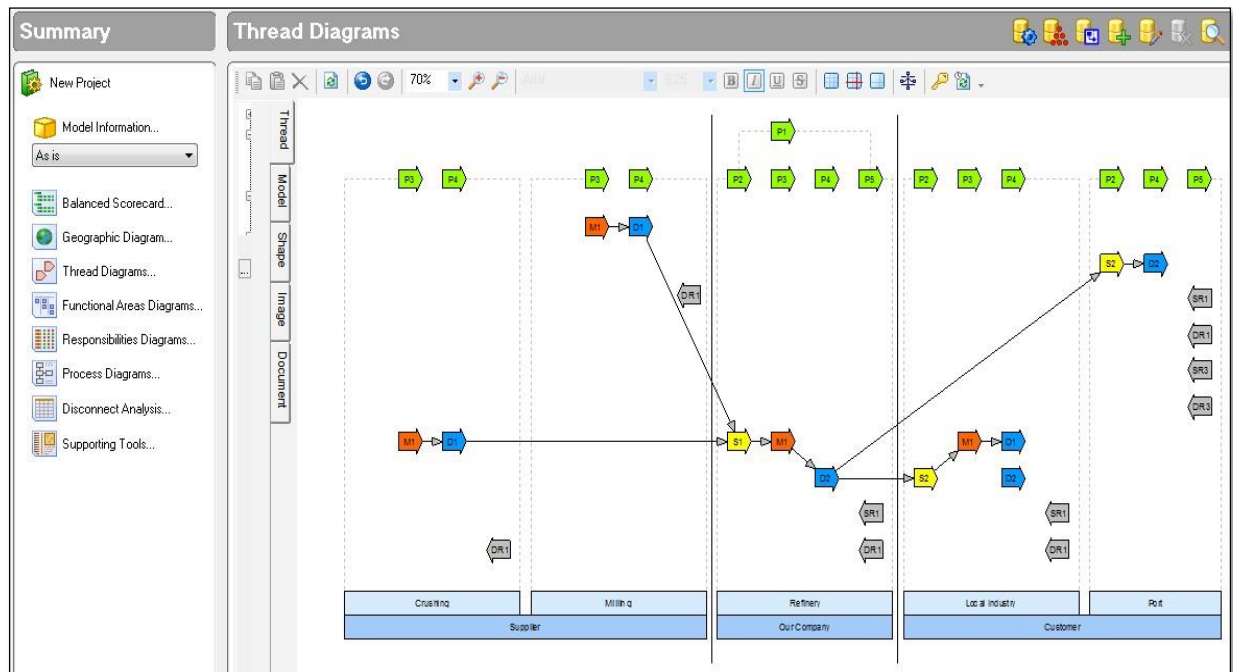 Summary
Thread Diagrams
New Project
Model Information...
As is
Balanced Scorecard...
Geographic Diagram...
Thread Diagrams...
Functional Areas Diagrams...
Responsibilities Diagrams...
Process Diagrams...
Disconnect Analysis...
Supporting Tools...
70%
Arial
9.25
B I U S
Thread
Model
Shape
Image
Document
...
P1
P3 P4 P3 P4 P2 P3 P4 P5 P2 P3 P4 P2 P4 P5
M1 D1
S2 D2
DR1
SR1
DR1
SR3
DR3
M1 D1 S1 M1 M1 D1
D2 S2 D2
SR1 SR1
DR1 DR1 DR1
Crushing Milling Refinery Local Industry Port
Supplier Our Company Customer